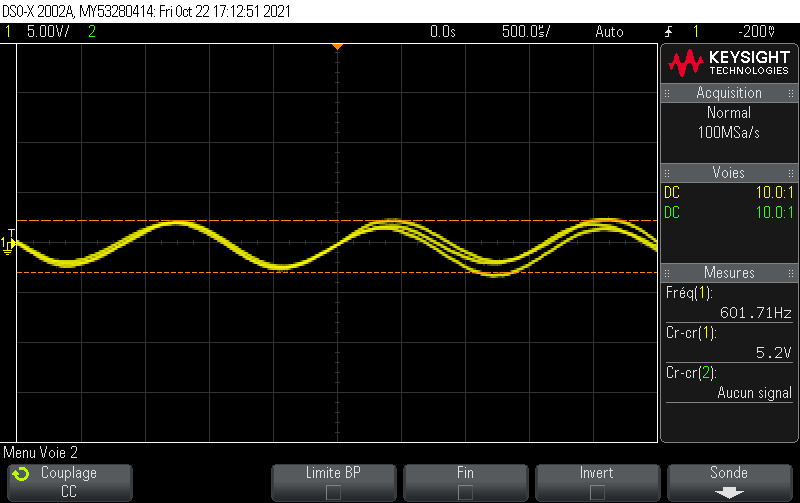 DSO-X 2002A, MY53280414: Fri Oct 22 17:12:51 2021
1 5.00V/ 2 0.0s 500.0µs/ Auto 1 -200mV
KEYSIGHT
TECHNOLOGIES
Acquisition
Normal
100MSa/s
Voies
DC 10.0:1
DC 10.0:1
T
1
Mesures
Fréq(1):
601.71Hz
Cr-cr(1):
5.2V
Cr-cr(2):
Aucun signal
Menu Voie 2
Couplage
CC
Limite BP
Fin
Invert
Sonde